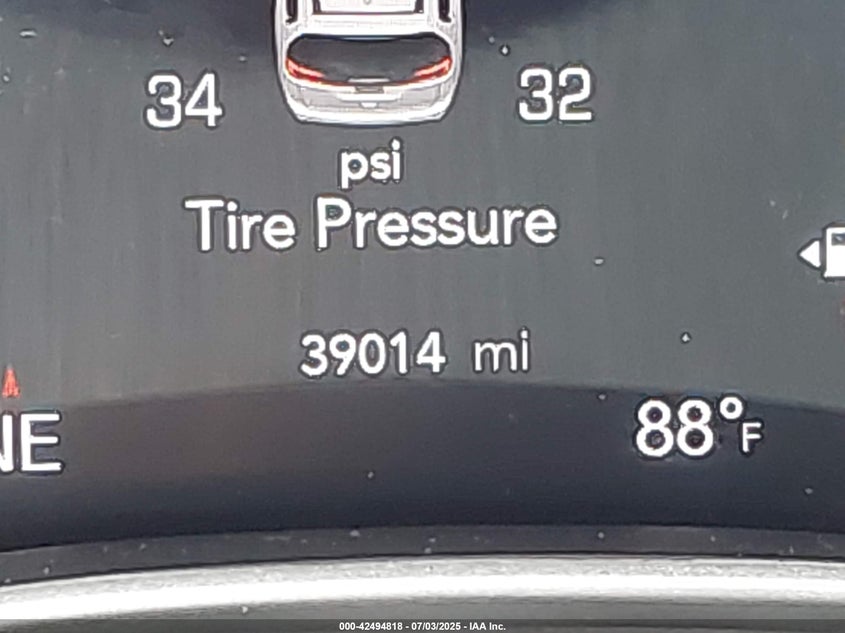 34 32
psi
Tire Pressure
39014 mi
NE 88°F
000-42494818 - 07/03/2025 - IAA Inc.